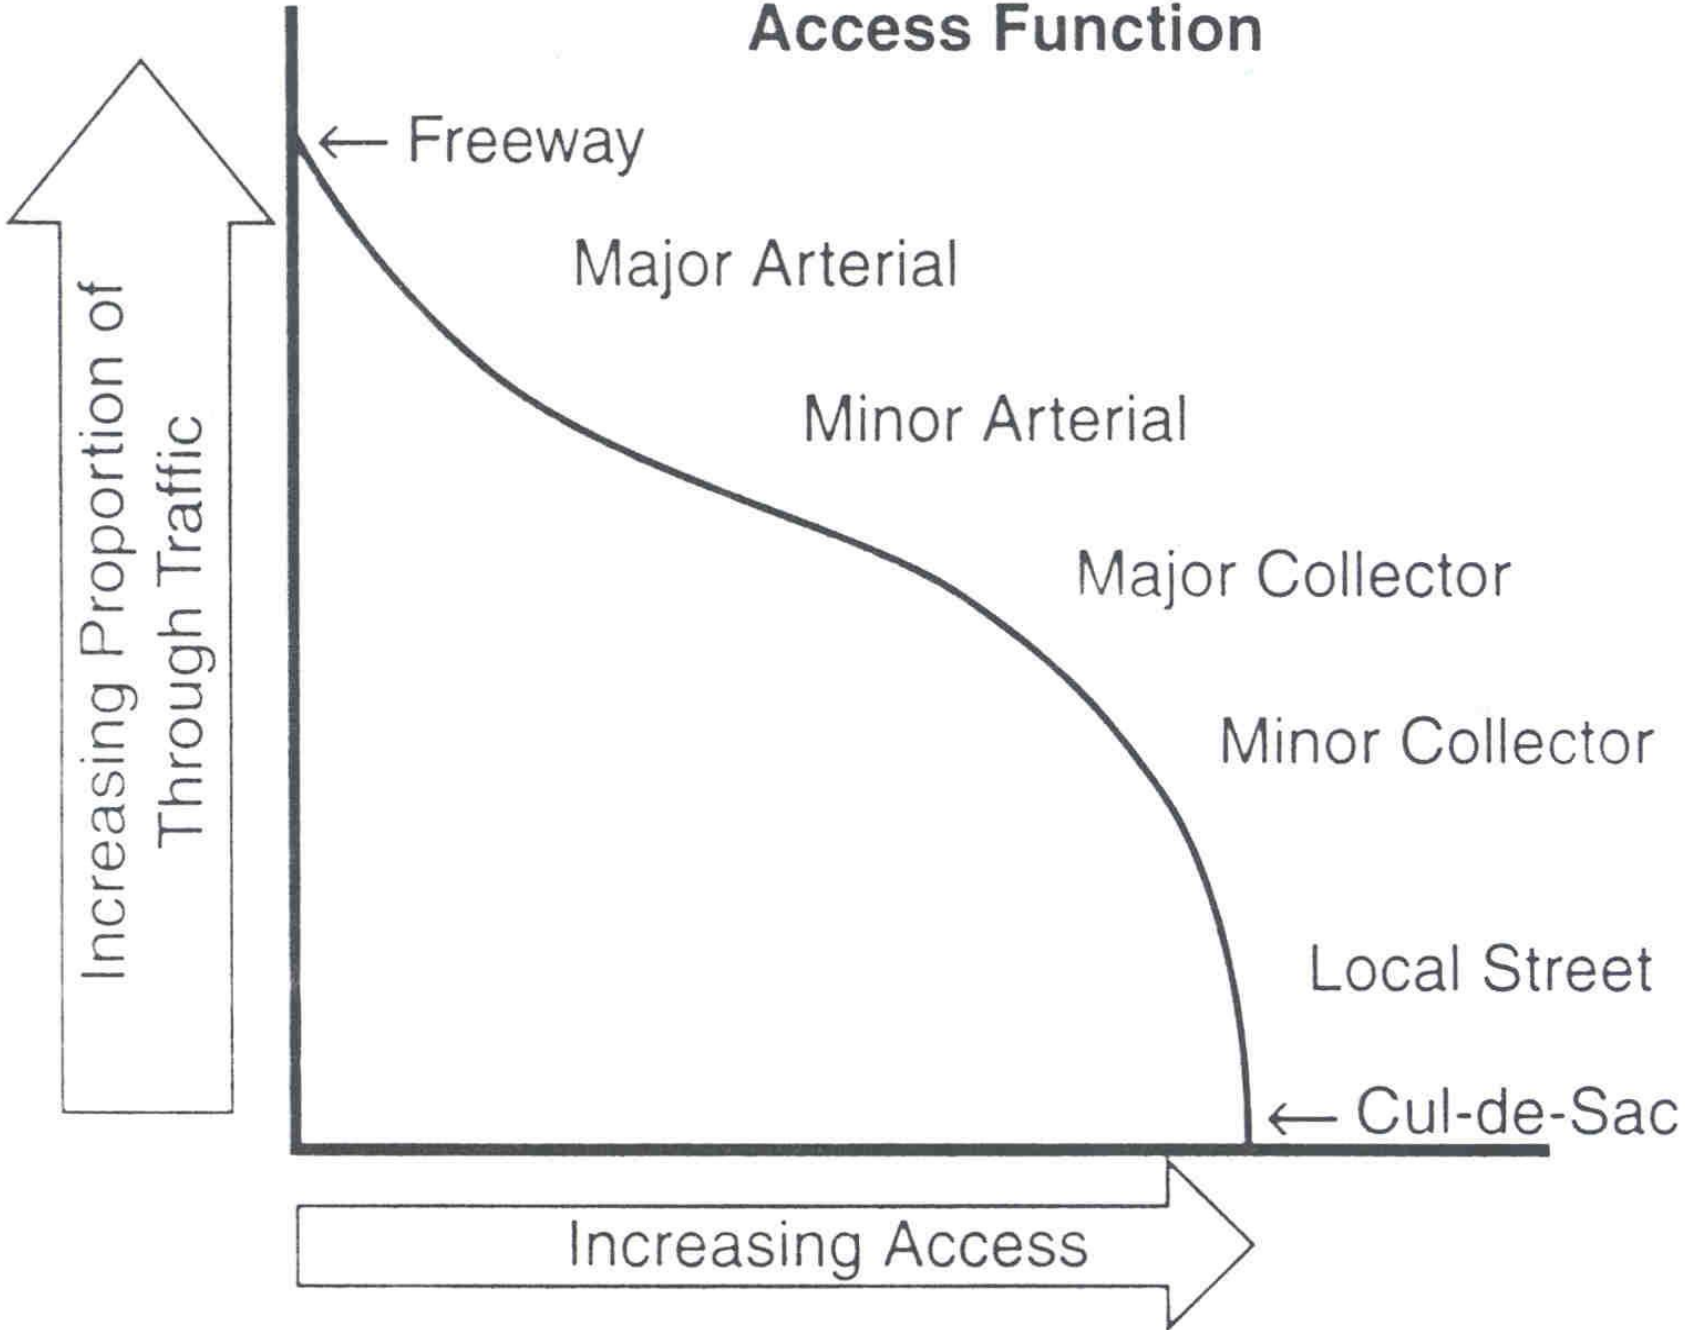 Access Function
← Freeway
Major Arterial
Minor Arterial
Major Collector
Minor Collector
Local Street
← Cul-de-Sac
Increasing Proportion of
Through Traffic
Increasing Access